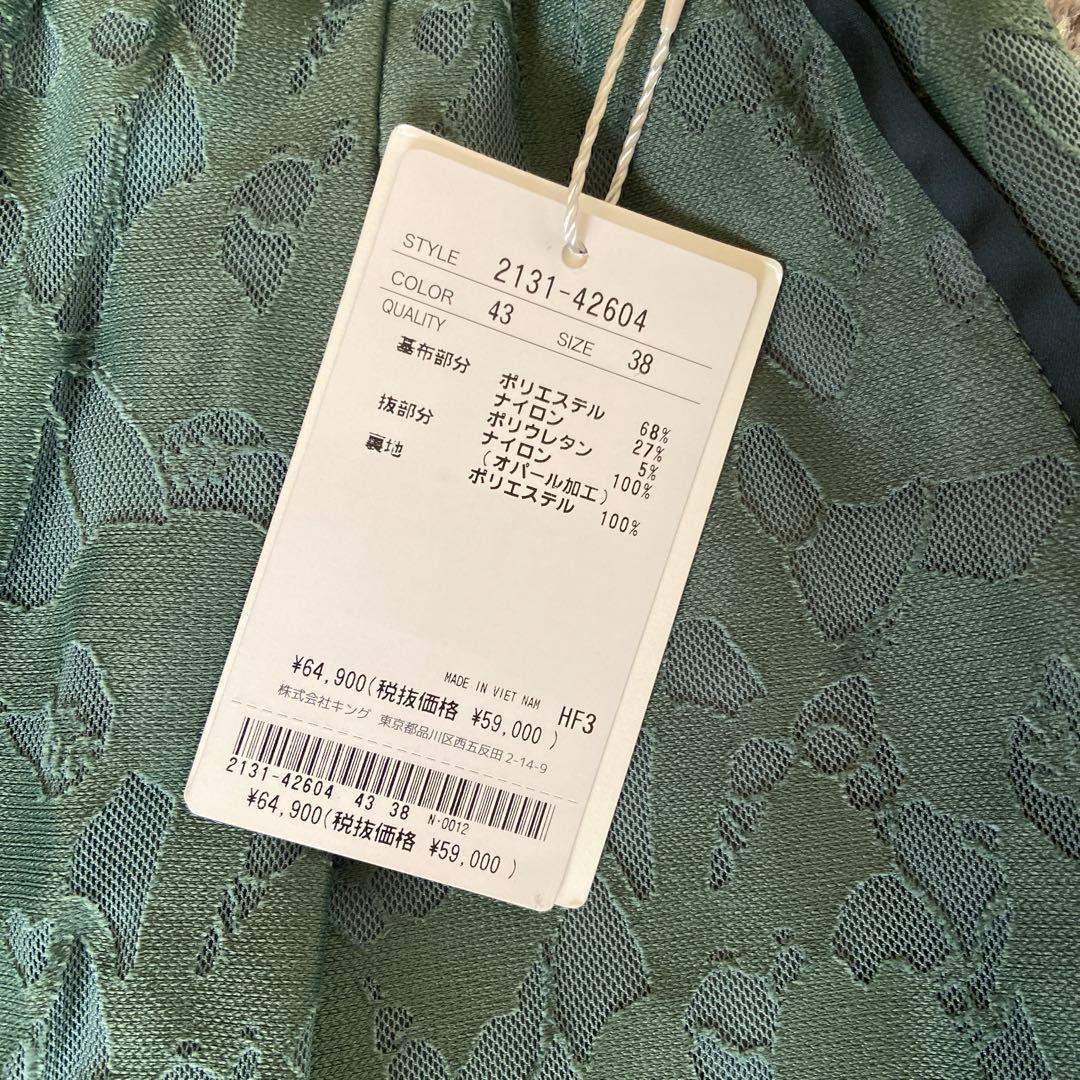 STYLE 2131-42604
COLOR 43 SIZE 38
QUALITY
基布部分 ポリエステル 68%
ナイロン 27%
ポリウレタン 5%
抜部分 ナイロン 100%
(オパール加工)
裏地 ポリエステル 100%
MADE IN VIET NAM
¥64,900(税抜価格 ¥59,000 ) HF3
株式会社キング 東京都品川区西五反田2-14-9
2131-42604 43 38 N·0012
¥64,900(税抜価格 ¥59,000 )